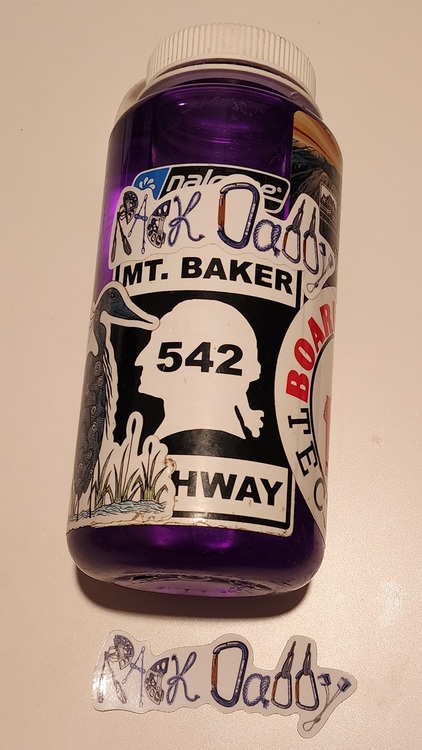 nalgene®
RACK Daddy
MT. BAKER
542
HWAY
BOAR
TEC
RACK Daddy